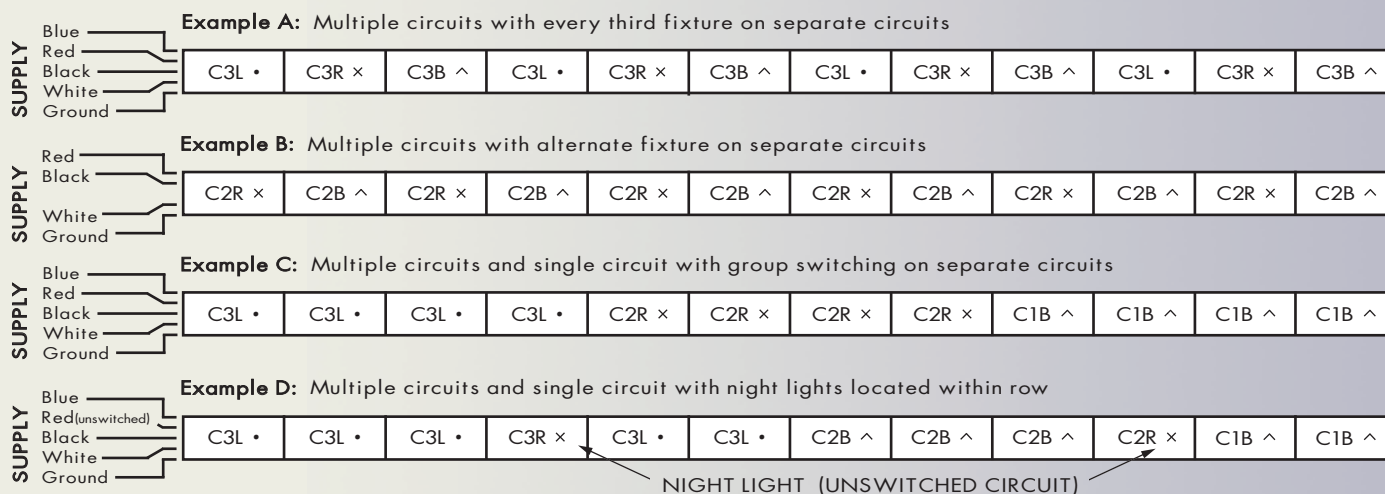 Example A: Multiple circuits with every third fixture on separate circuits
SUPPLY
Blue
Red
Black
White
Ground
C3L • C3R × C3B ^ C3L • C3R × C3B ^ C3L • C3R × C3B ^ C3L • C3R × C3B ^
Example B: Multiple circuits with alternate fixture on separate circuits
SUPPLY
Red
Black
White
Ground
C2R × C2B ^ C2R × C2B ^ C2R × C2B ^ C2R × C2B ^ C2R × C2B ^ C2R × C2B ^
Example C: Multiple circuits and single circuit with group switching on separate circuits
SUPPLY
Blue
Red
Black
White
Ground
C3L • C3L • C3L • C3L • C2R × C2R × C2R × C2R × C1B ^ C1B ^ C1B ^ C1B ^
Example D: Multiple circuits and single circuit with night lights located within row
SUPPLY
Blue
Red(unswitched)
Black
White
Ground
C3L • C3L • C3L • C3R × C3L • C3L • C2B ^ C2B ^ C2B ^ C2R × C1B ^ C1B ^
NIGHT LIGHT (UNSWITCHED CIRCUIT)